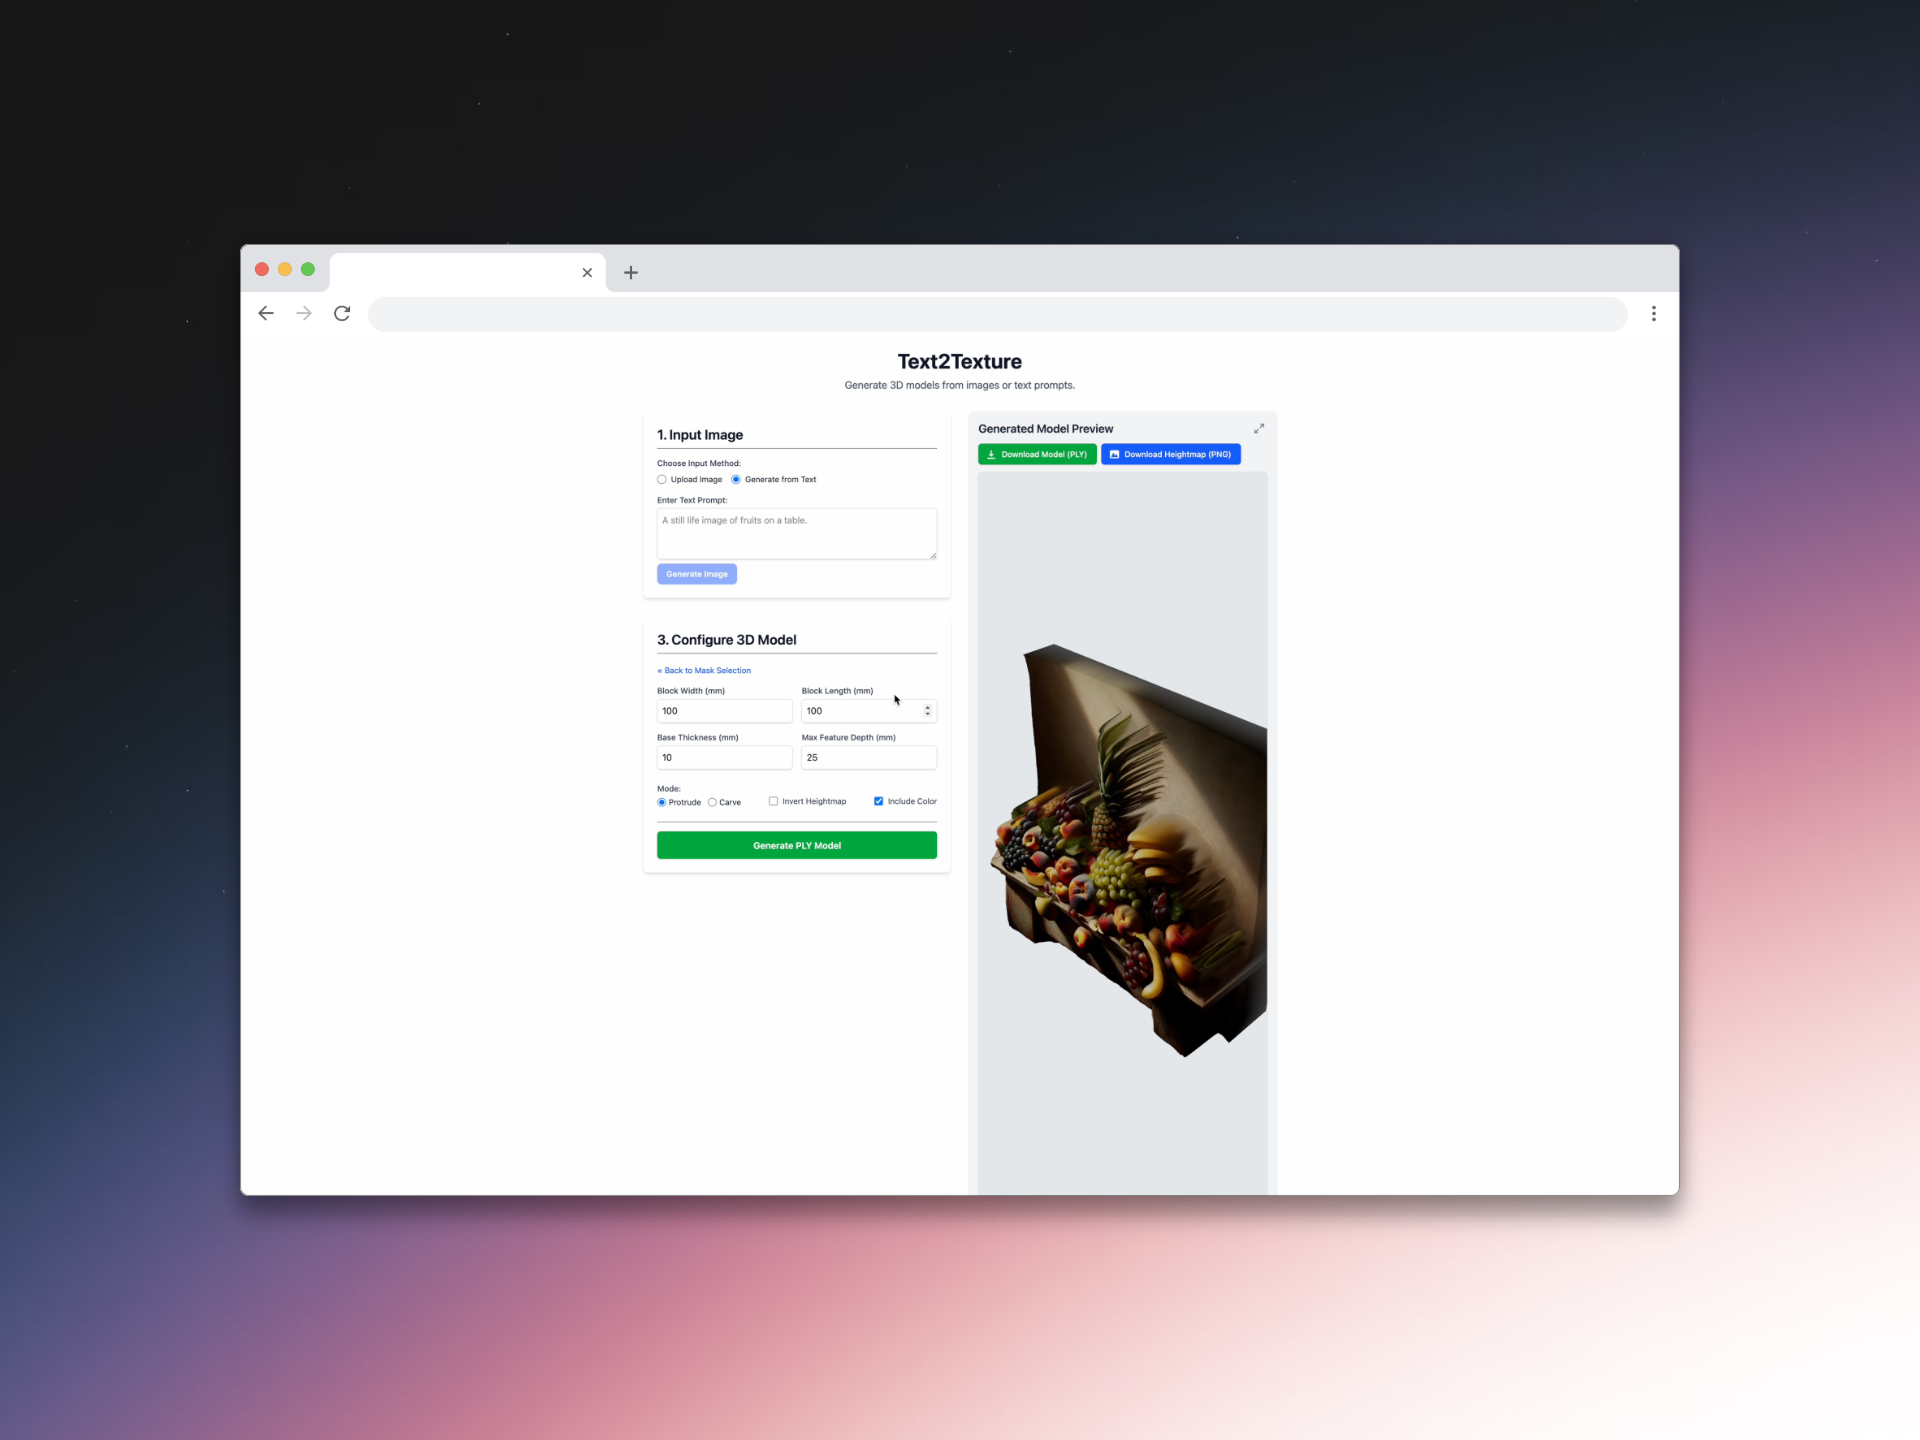 Text2Texture
Generate 3D models from images or text prompts.
1. Input Image
Choose Input Method:
Upload Image Generate from Text
Enter Text Prompt:
A still life image of fruits on a table.
Generate Image
3. Configure 3D Model
« Back to Mask Selection
Block Width (mm) Block Length (mm)
100 100
Base Thickness (mm) Max Feature Depth (mm)
10 25
Mode:
Protrude Carve Invert Heightmap Include Color
Generate PLY Model
Generated Model Preview
Download Model (PLY) Download Heightmap (PNG)